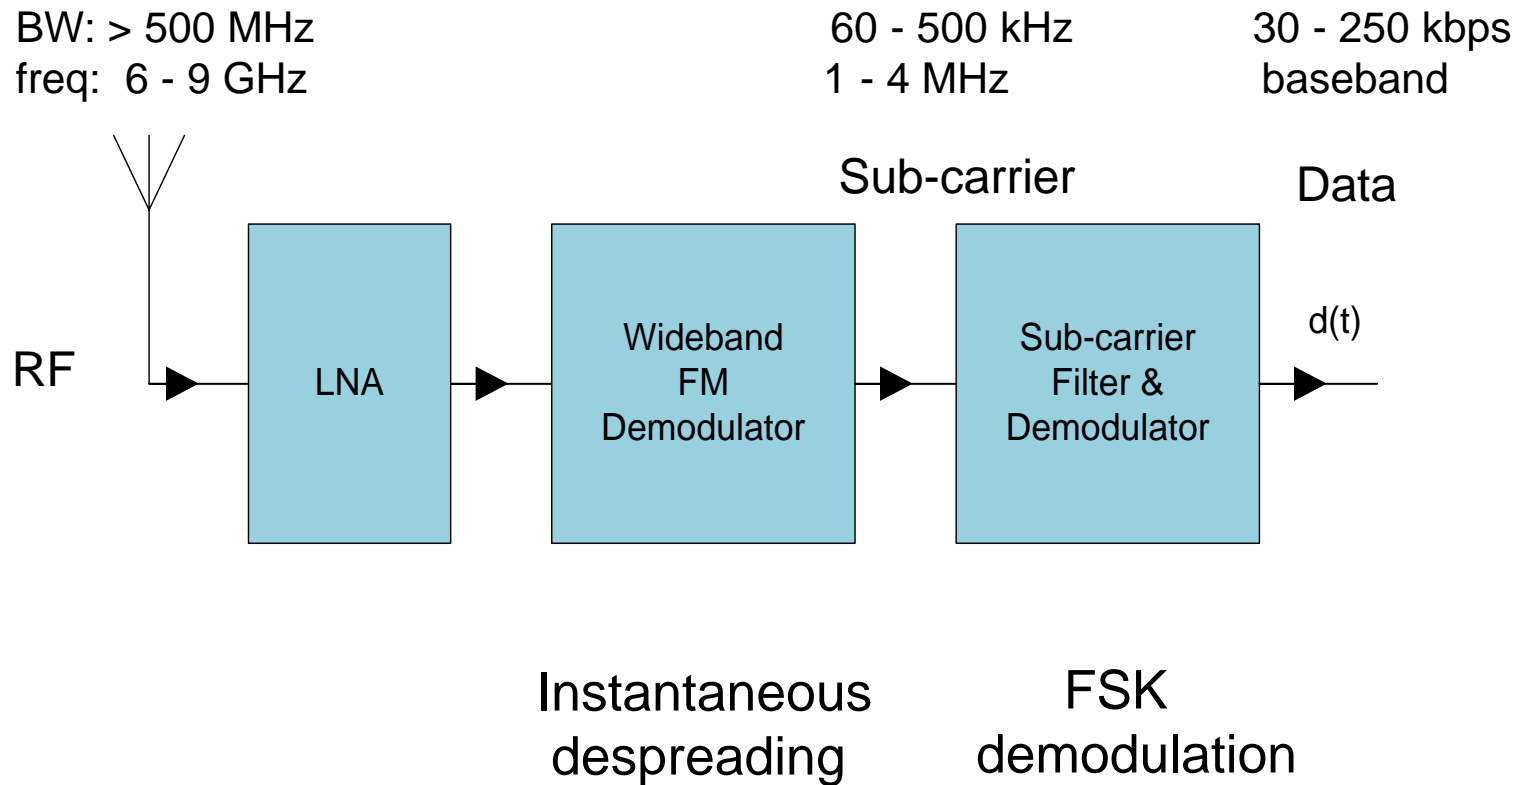 BW: > 500 MHz
freq: 6 - 9 GHz
60 - 500 kHz
1 - 4 MHz
30 - 250 kbps
baseband
Sub-carrier
Data
RF
LNA
Wideband
FM
Demodulator
Sub-carrier
Filter &
Demodulator
d(t)
Instantaneous
despreading
FSK
demodulation